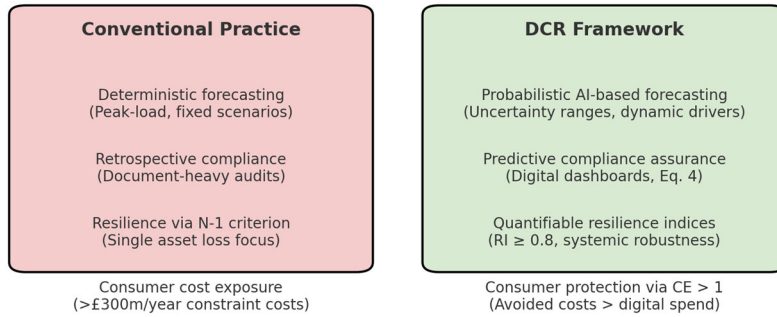 Conventional Practice
Deterministic forecasting
(Peak-load, fixed scenarios)
Retrospective compliance
(Document-heavy audits)
Resilience via N-1 criterion
(Single asset loss focus)
Consumer cost exposure
(>£300m/year constraint costs)
DCR Framework
Probabilistic AI-based forecasting
(Uncertainty ranges, dynamic drivers)
Predictive compliance assurance
(Digital dashboards, Eq. 4)
Quantifiable resilience indices
(RI ≥ 0.8, systemic robustness)
Consumer protection via CE > 1
(Avoided costs > digital spend)